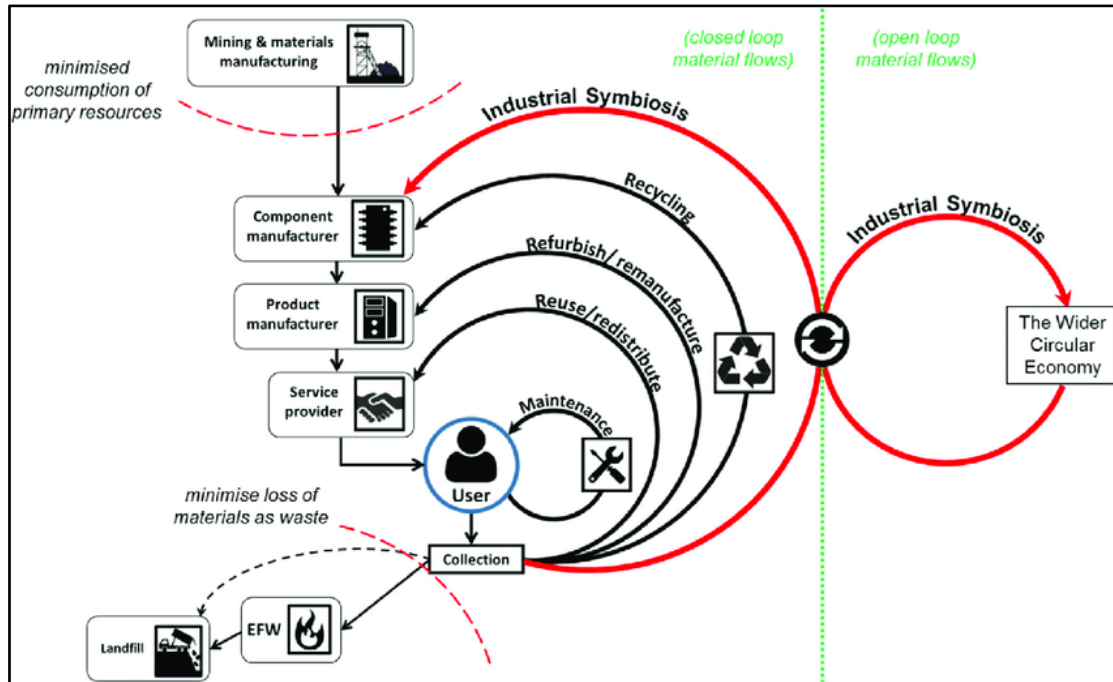 Mining & materials
manufacturing
minimised
consumption of
primary resources
(closed loop
material flows)
(open loop
material flows)
Industrial Symbiosis
Recycling
Industrial Symbiosis
Component
manufacturer
Refurbish/remanufacture
Product
manufacturer
Reuse/redistribute
The Wider
Circular
Economy
Service
provider
Maintenance
User
minimise loss of
materials as waste
Collection
EFW
Landfill